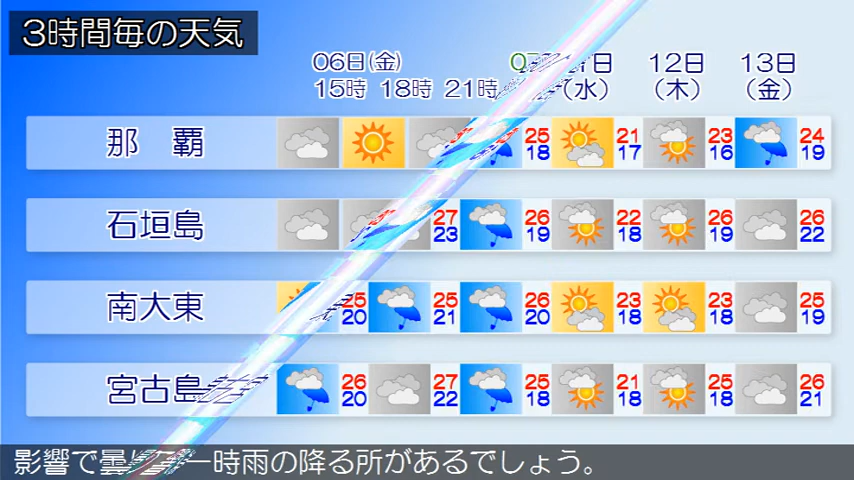 3時間毎の天気
06日(金)
15時 18時 21時
日 12日 13日
(水) (木) (金)
那覇 25 21 23 24
18 17 16 19
石垣島 27 26 22 26 26
23 19 18 19 22
南大東 25 25 26 23 23 25
20 21 20 18 18 19
宮古島 26 27 25 21 25 26
20 22 18 18 18 21
影響で曇り 一時雨の降る所があるでしょう。